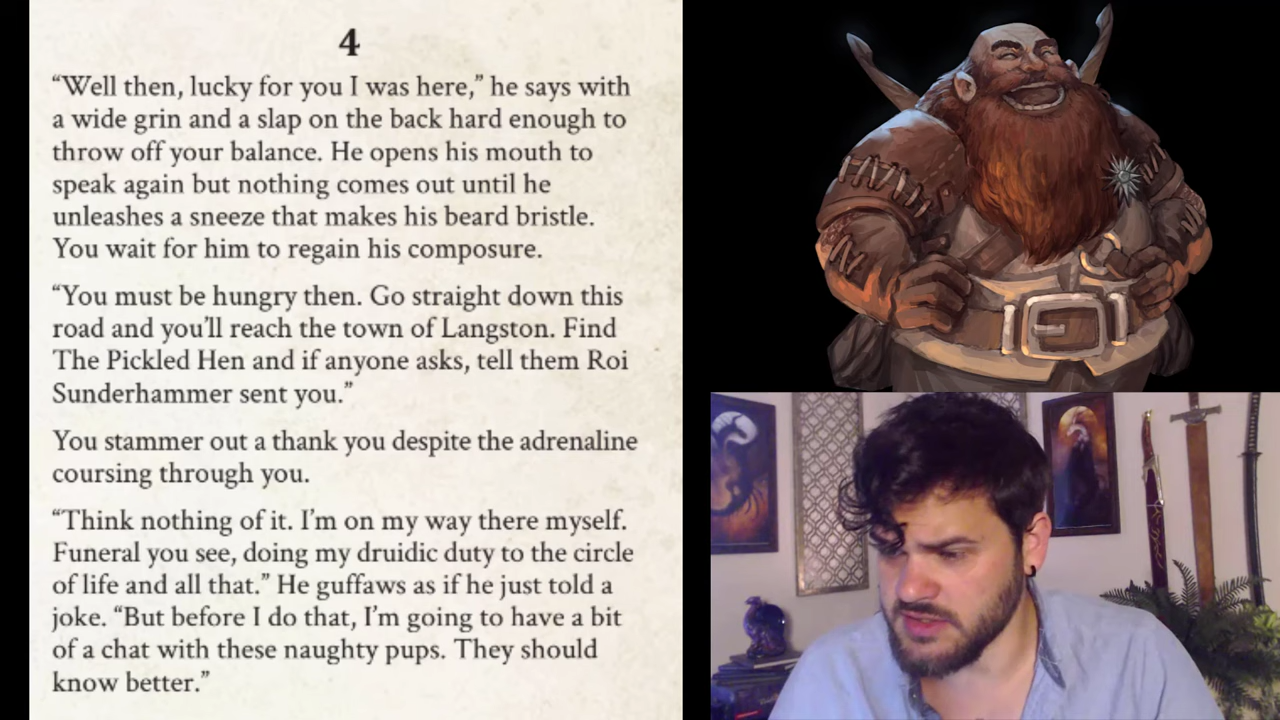 4
“Well then, lucky for you I was here,” he says with
a wide grin and a slap on the back hard enough to
throw off your balance. He opens his mouth to
speak again but nothing comes out until he
unleashes a sneeze that makes his beard bristle.
You wait for him to regain his composure.
“You must be hungry then. Go straight down this
road and you’ll reach the town of Langston. Find
The Pickled Hen and if anyone asks, tell them Roi
Sunderhammer sent you.”
You stammer out a thank you despite the adrenaline
coursing through you.
“Think nothing of it. I’m on my way there myself.
Funeral you see, doing my druidic duty to the circle
of life and all that.” He guffaws as if he just told a
joke. “But before I do that, I’m going to have a bit
of a chat with these naughty pups. They should
know better.”